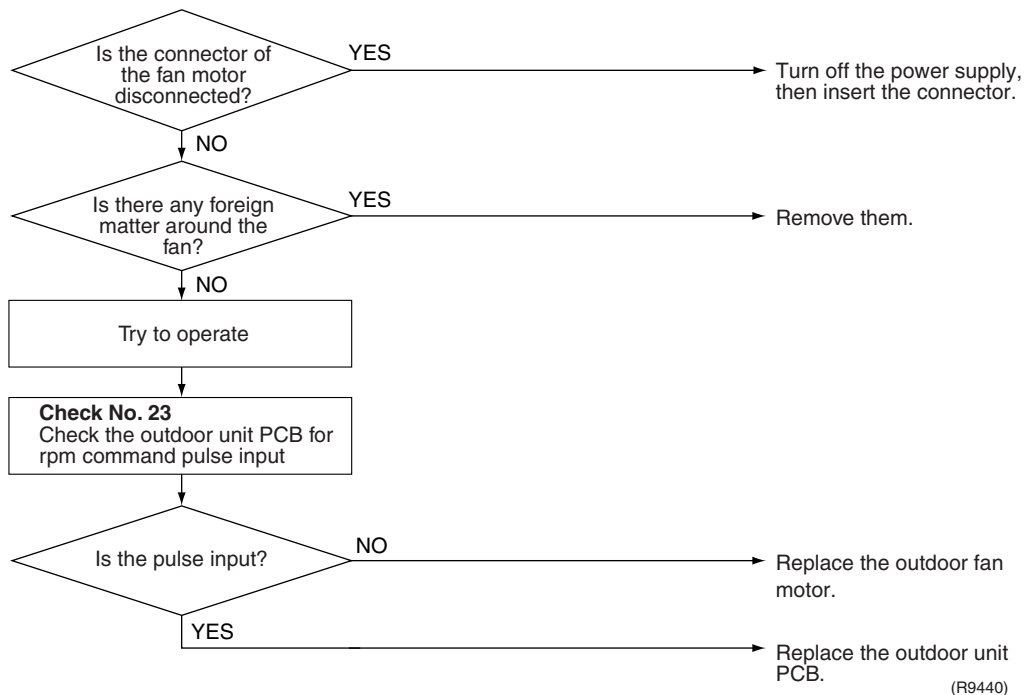 Is the connector of
the fan motor
disconnected?
YES
Turn off the power supply,
then insert the connector.
NO
Is there any foreign
matter around the
fan?
YES
Remove them.
NO
Try to operate
Check No. 23
Check the outdoor unit PCB for
rpm command pulse input
Is the pulse input?
NO
Replace the outdoor fan
motor.
YES
Replace the outdoor unit
PCB.
(R9440)